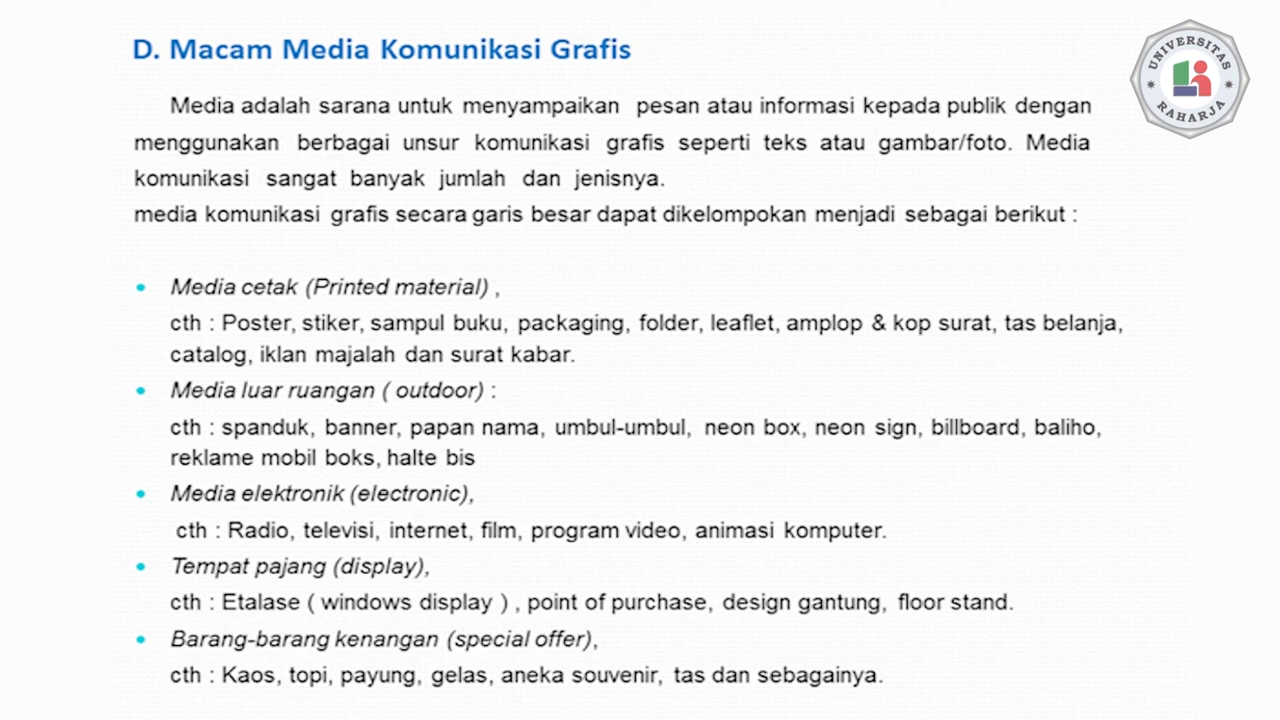 D. Macam Media Komunikasi Grafis
UNIVERSITAS
RAHARJA
Media adalah sarana untuk menyampaikan pesan atau informasi kepada publik dengan
menggunakan berbagai unsur komunikasi grafis seperti teks atau gambar/foto. Media
komunikasi sangat banyak jumlah dan jenisnya.
media komunikasi grafis secara garis besar dapat dikelompokan menjadi sebagai berikut :
• Media cetak (Printed material) ,
cth : Poster, stiker, sampul buku, packaging, folder, leaflet, amplop & kop surat, tas belanja,
catalog, iklan majalah dan surat kabar.
• Media luar ruangan ( outdoor) :
cth : spanduk, banner, papan nama, umbul-umbul, neon box, neon sign, billboard, baliho,
reklame mobil boks, halte bis
• Media elektronik (electronic),
cth : Radio, televisi, internet, film, program video, animasi komputer.
• Tempat pajang (display),
cth : Etalase ( windows display ) , point of purchase, design gantung, floor stand.
• Barang-barang kenangan (special offer),
cth : Kaos, topi, payung, gelas, aneka souvenir, tas dan sebagainya.